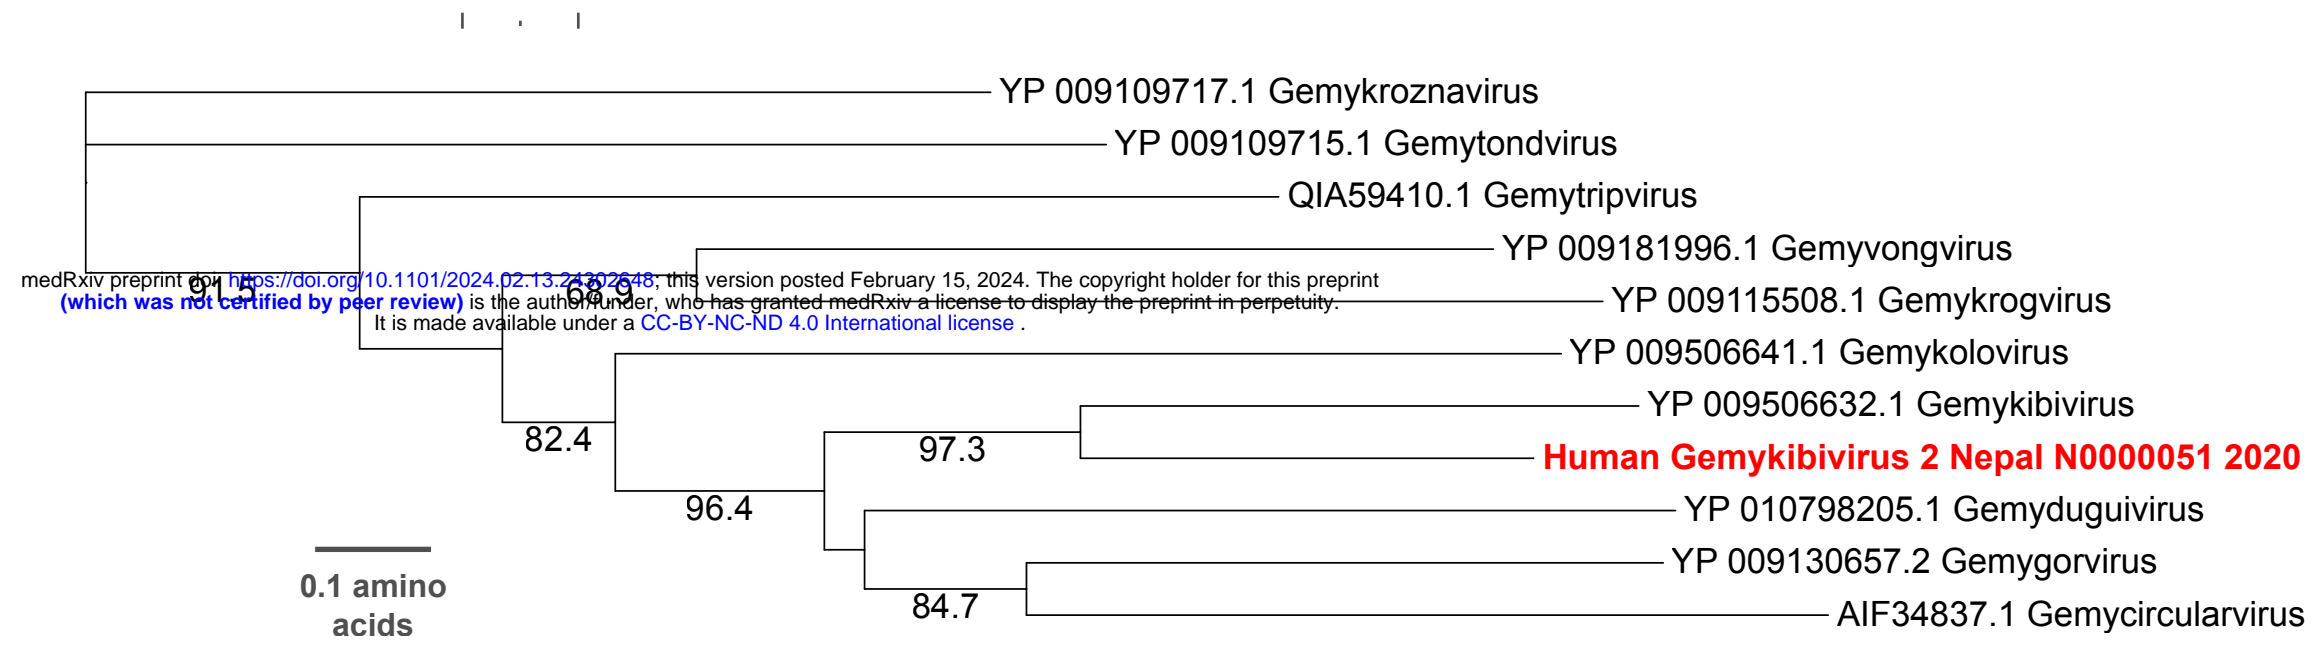 YP 009109717.1 Gemykroznavirus
YP 009109715.1 Gemytondvirus
QIA59410.1 Gemytripvirus
YP 009181996.1 Gemyvongvirus
medRxiv preprint doi: https://doi.org/10.1101/2024.02.13.24302648; this version posted February 15, 2024. The copyright holder for this preprint
91.5
68.9
(which was not certified by peer review) is the author/funder, who has granted medRxiv a license to display the preprint in perpetuity.
YP 009115508.1 Gemykrogvirus
It is made available under a CC-BY-NC-ND 4.0 International license .
YP 009506641.1 Gemykolovirus
YP 009506632.1 Gemykibivirus
82.4
97.3
Human Gemykibivirus 2 Nepal N0000051 2020
96.4
YP 010798205.1 Gemyduguivirus
YP 009130657.2 Gemygorvirus
0.1 amino
acids
84.7
AIF34837.1 Gemycircularvirus